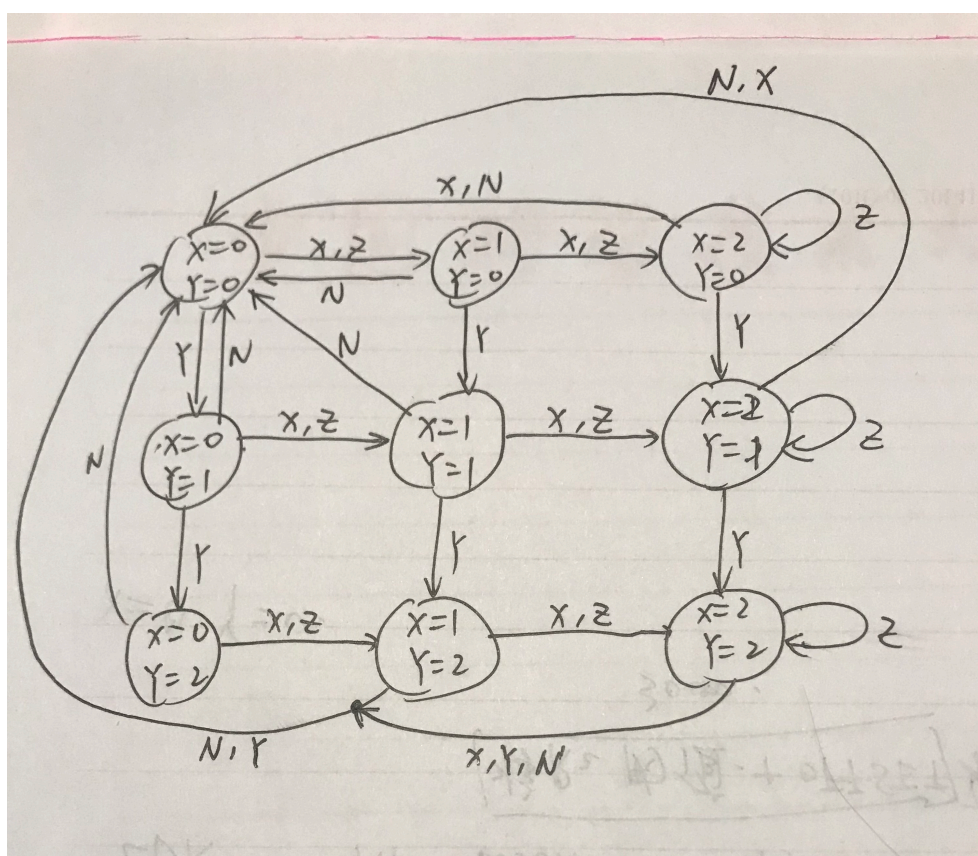 N, X
X, N
X=0
Y=0
X, Z
N
X=1
Y=0
X, Z
X=2
Y=0
Z
Y
N
N
Y
Y
X=0
Y=1
X, Z
X=1
Y=1
X, Z
X=2
Y=1
Z
N
Y
Y
Y
X=0
Y=2
X, Z
X=1
Y=2
X, Z
X=2
Y=2
Z
N, Y
X, Y, N